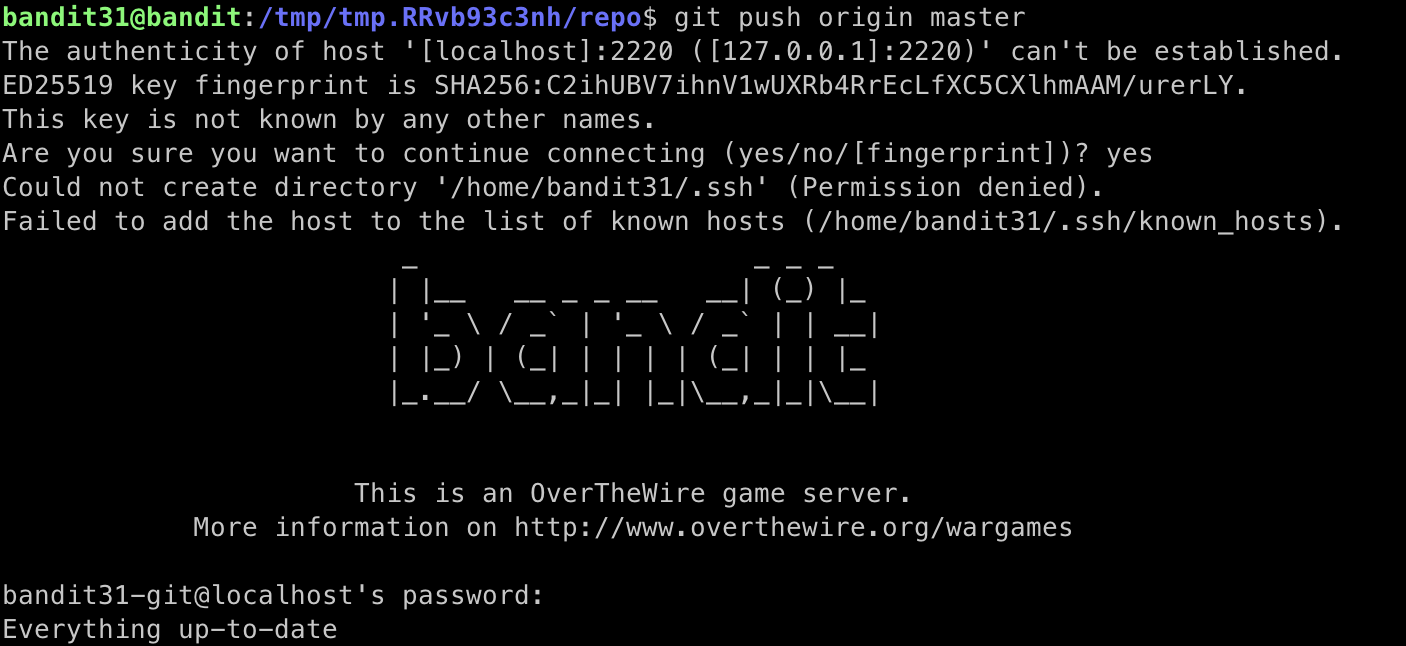 bandit31@bandit:/tmp/tmp.RRvb93c3nh/repo$ git push origin master
The authenticity of host '[localhost]:2220 ([127.0.0.1]:2220)' can't be established.
ED25519 key fingerprint is SHA256:C2ihUBV7ihnV1wUXRb4RrEcLfXC5CXlhmAAM/urerLY.
This key is not known by any other names.
Are you sure you want to continue connecting (yes/no/[fingerprint])? yes
Could not create directory '/home/bandit31/.ssh' (Permission denied).
Failed to add the host to the list of known hosts (/home/bandit31/.ssh/known_hosts).
                         _                     _ _ _
                        | |__   __ _ _ __   __| (_) |_
                        | '_ \ / _` | '_ \ / _` | | __|
                        | |_) | (_| | | | | (_| | | |_
                        |_.__/ \__,_|_| |_|\__,_|_|\__|
                      This is an OverTheWire game server.
            More information on http://www.overthewire.org/wargames
bandit31-git@localhost's password:
Everything up-to-date